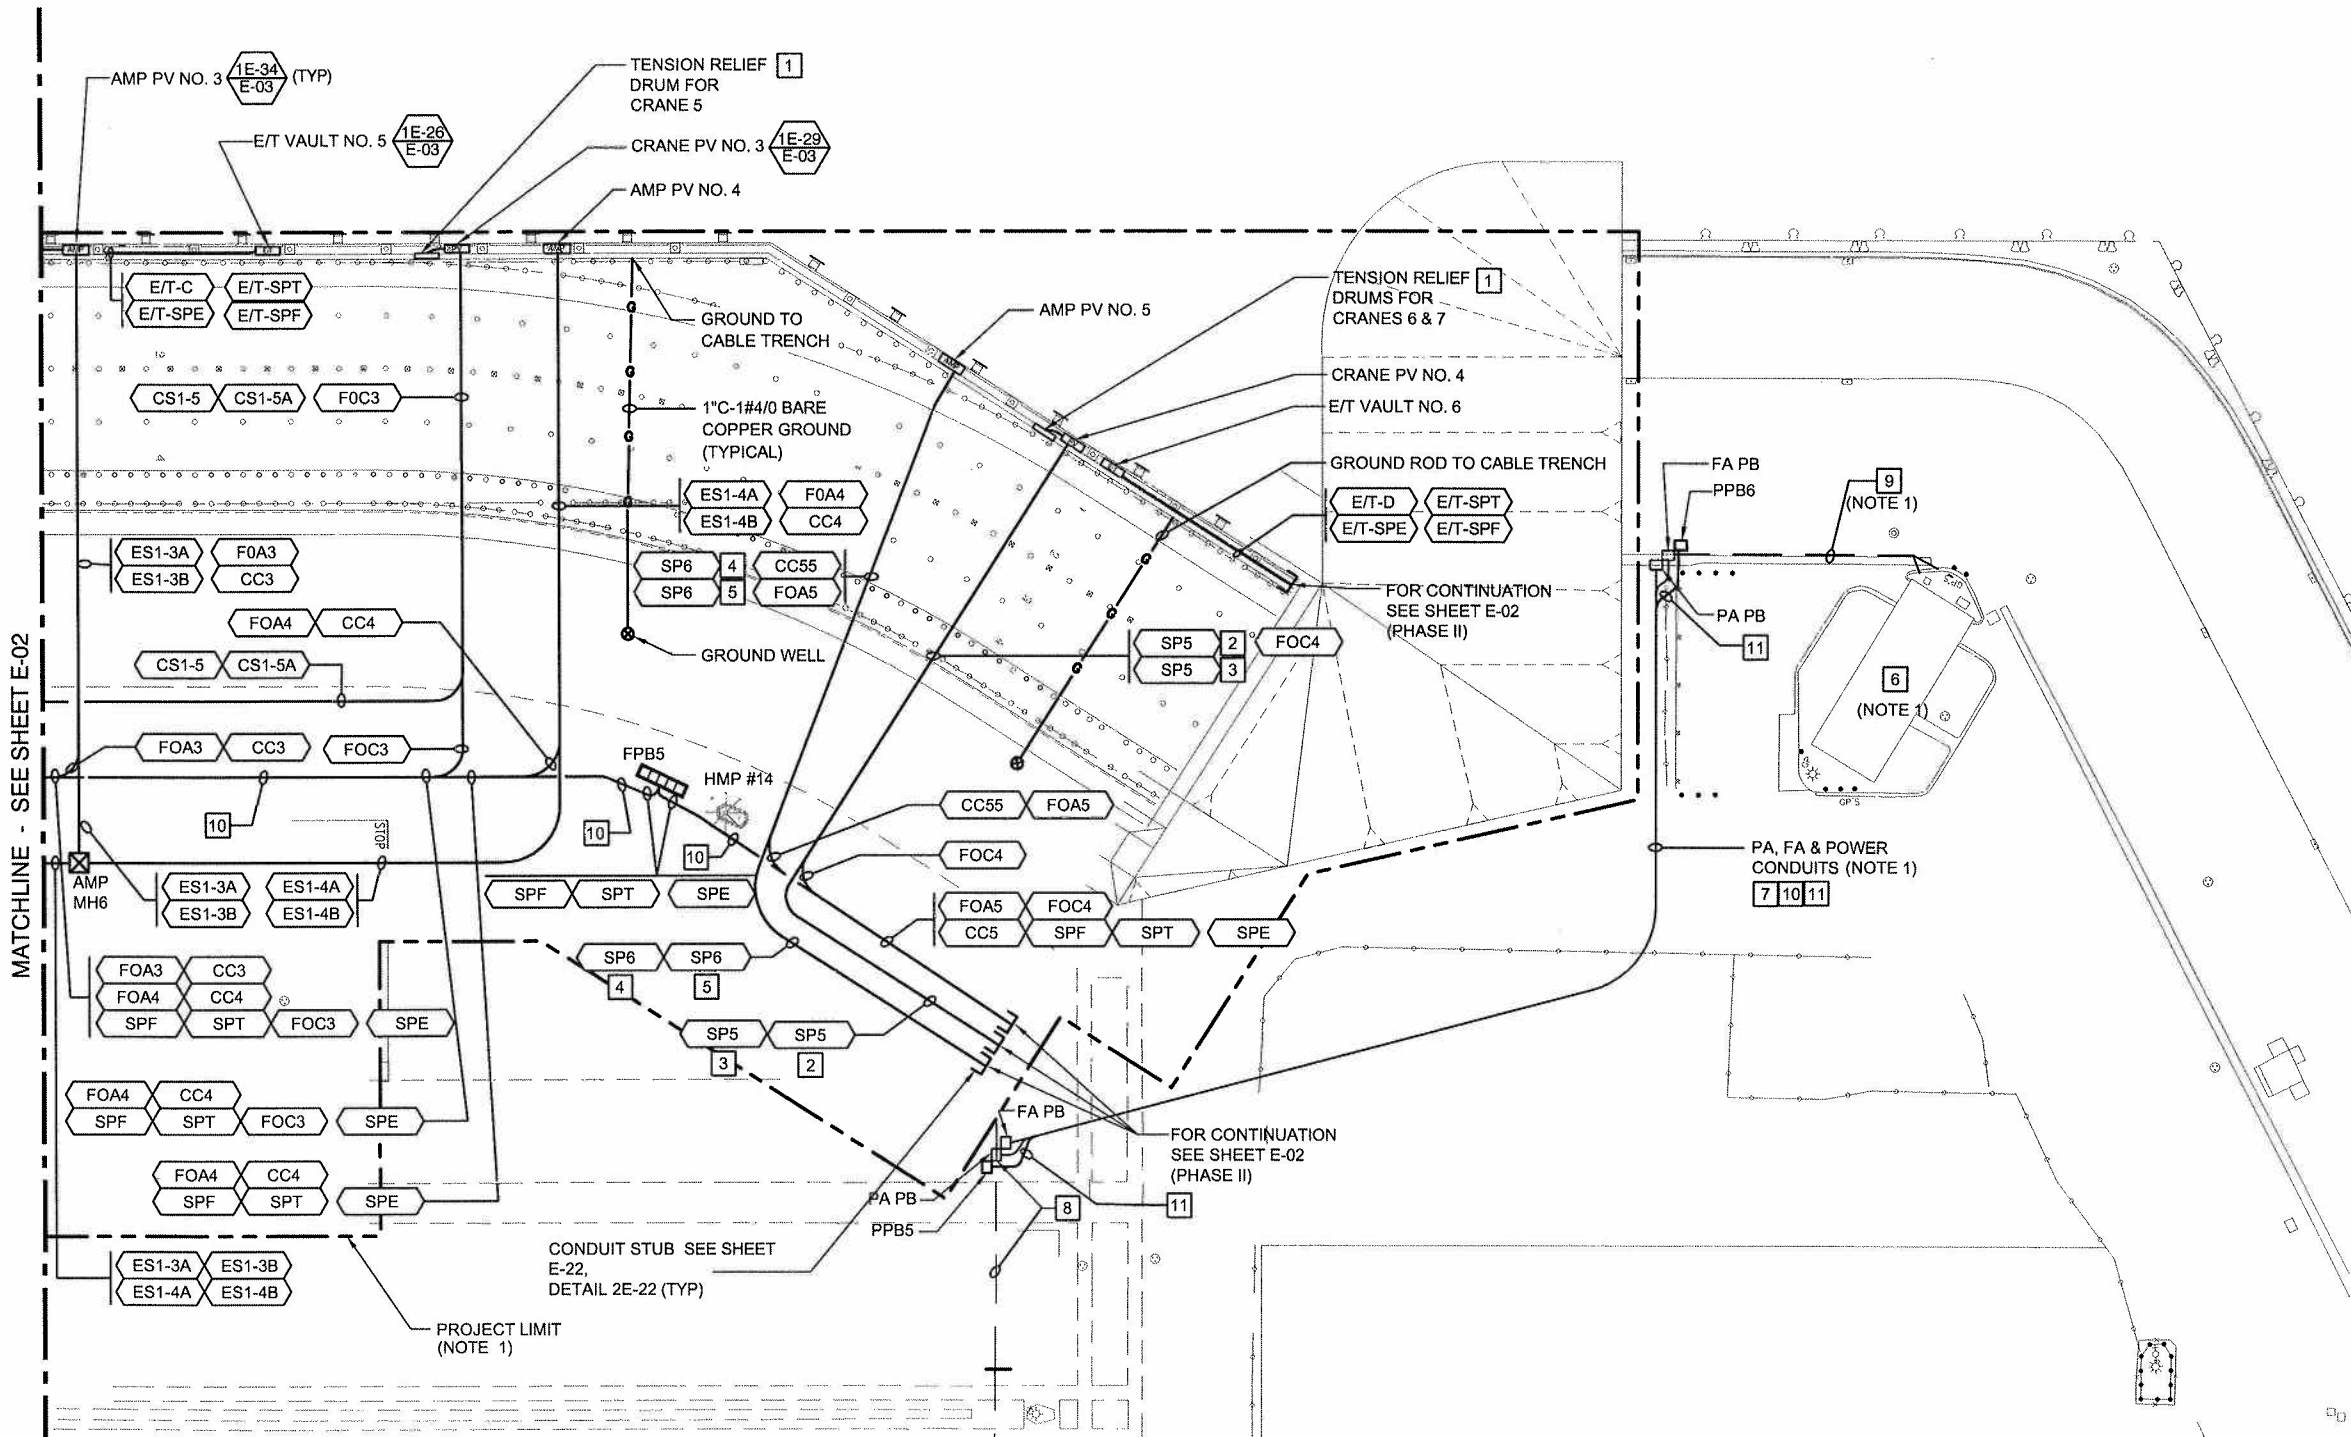 AMP PV NO. 3
1E-34
E-03
(TYP)
E/T VAULT NO. 5
1E-26
E-03
TENSION RELIEF 1
DRUM FOR
CRANE 5
CRANE PV NO. 3
1E-29
E-03
AMP PV NO. 4
AMP
AMP
E/T-C E/T-SPT
E/T-SPE E/T-SPF
GROUND TO
CABLE TRENCH
AMP PV NO. 5
AMP
TENSION RELIEF 1
DRUMS FOR
CRANES 6 & 7
CRANE PV NO. 4
E/T VAULT NO. 6
CS1-5 CS1-5A F0C3
1"C-1#4/0 BARE
COPPER GROUND
(TYPICAL)
G
G
G
G
GROUND ROD TO CABLE TRENCH
E/T-D E/T-SPT
E/T-SPE E/T-SPF
FA PB
PPB6
9
(NOTE 1)
ES1-4A F0A4
ES1-4B CC4
ES1-3A F0A3
ES1-3B CC3
SP6 4 CC55
SP6 5 FOA5
G
G
G
FOR CONTINUATION
SEE SHEET E-02
(PHASE II)
PA PB
11
FOA4 CC4
GROUND WELL
SP5 2 FOC4
SP5 3
CS1-5 CS1-5A
6
(NOTE 1)
MATCHLINE - SEE SHEET E-02
FOA3 CC3 FOC3
FPB5
HMP #14
10
10
10
STOP
CC55 FOA5
FOC4
GP'S
AMP
MH6
ES1-3A ES1-4A
ES1-3B ES1-4B
SPF SPT SPE
FOA5 FOC4
CC5 SPF SPT SPE
PA, FA & POWER
CONDUITS (NOTE 1)
7 10 11
SP6 SP6
4 5
FOA3 CC3
FOA4 CC4
SPF SPT FOC3 SPE
SP5 SP5
3 2
FOA4 CC4
SPF SPT FOC3 SPE
FA PB
FOR CONTINUATION
SEE SHEET E-02
(PHASE II)
FOA4 CC4
SPF SPT SPE
PA PB
PPB5
8
11
CONDUIT STUB SEE SHEET
E-22,
DETAIL 2E-22 (TYP)
ES1-3A ES1-3B
ES1-4A ES1-4B
PROJECT LIMIT
(NOTE 1)